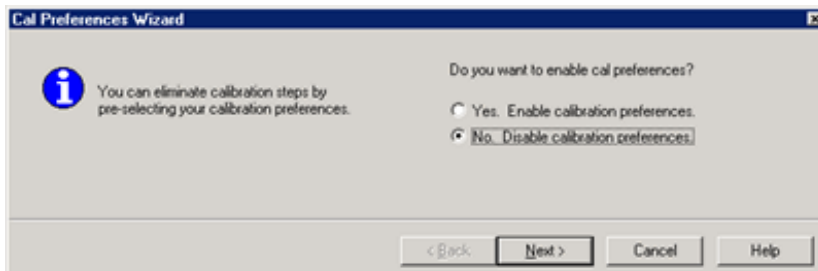 Cal Preferences Wizard
You can eliminate calibration steps by
pre-selecting your calibration preferences.
Do you want to enable cal preferences?
Yes. Enable calibration preferences.
No. Disable calibration preferences.
< Back
Next >
Cancel
Help